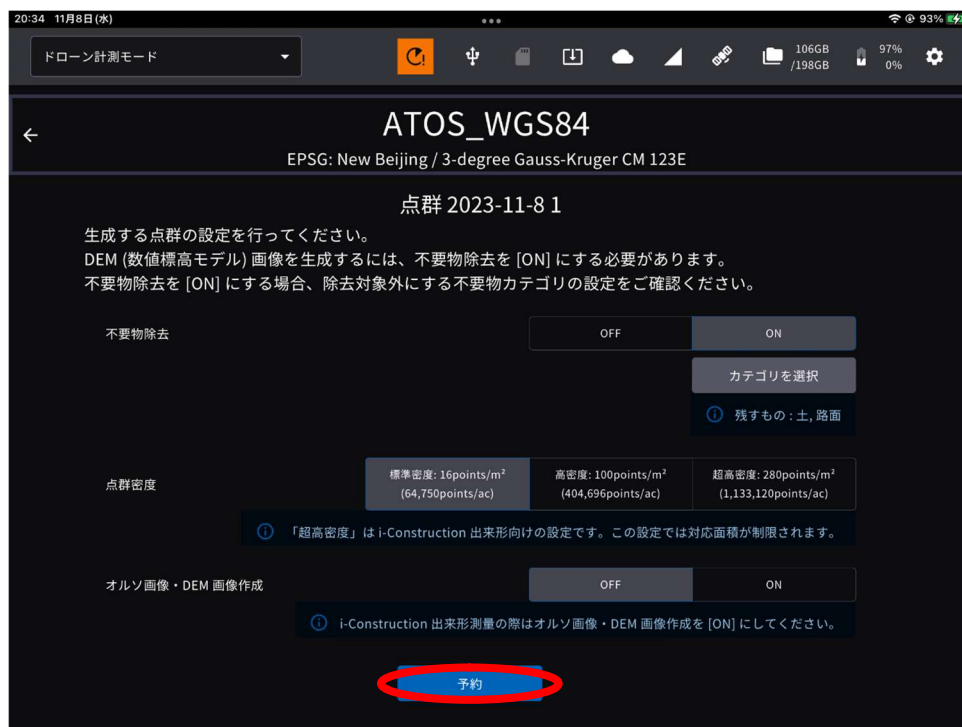 20:34 11月8日(水)
93%
ドローン計測モード
106GB
/198GB
97%
0%
ATOS_WGS84
EPSG: New Beijing / 3-degree Gauss-Kruger CM 123E
点群 2023-11-8 1
生成する点群の設定を行ってください。
DEM (数値標高モデル) 画像を生成するには、不要物除去を [ON] にする必要があります。
不要物除去を [ON] にする場合、除去対象外にする不要物カテゴリの設定をご確認ください。
不要物除去
OFF
ON
カテゴリを選択
残すもの : 土, 路面
点群密度
標準密度: 16points/m²
(64,750points/ac)
高密度: 100points/m²
(404,696points/ac)
超高密度: 280points/m²
(1,133,120points/ac)
「超高密度」は i-Construction 出来形向けの設定です。この設定では対応面積が制限されます。
オルソ画像・DEM 画像作成
OFF
ON
i-Construction 出来形測量の際はオルソ画像・DEM 画像作成を [ON] にしてください。
予約